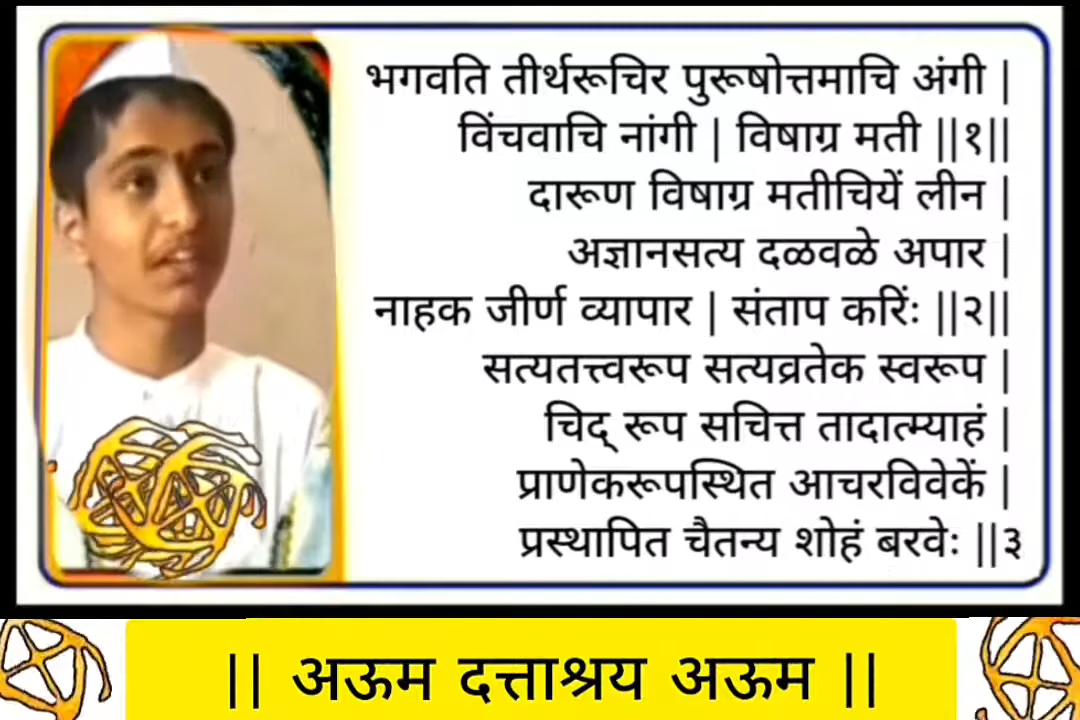 भगवति तीर्थरूचिर पुरूषोत्तमाचि अंगी |
विंचवाचि नांगी | विषाग्र मती ||१||
दारूण विषाग्र मतीचियें लीन |
अज्ञानसत्य दळवळे अपार |
नाहक जीर्ण व्यापार | संताप करिंः ||२||
सत्यतत्त्वरूप सत्यव्रतेक स्वरूप |
चिद् रूप सचित्त तादात्म्याहं |
प्राणेकरूपस्थित आचरविवेकें |
प्रस्थापित चैतन्य शोहं बरवेः ||३
|| अऊम दत्ताश्रय अऊम ||